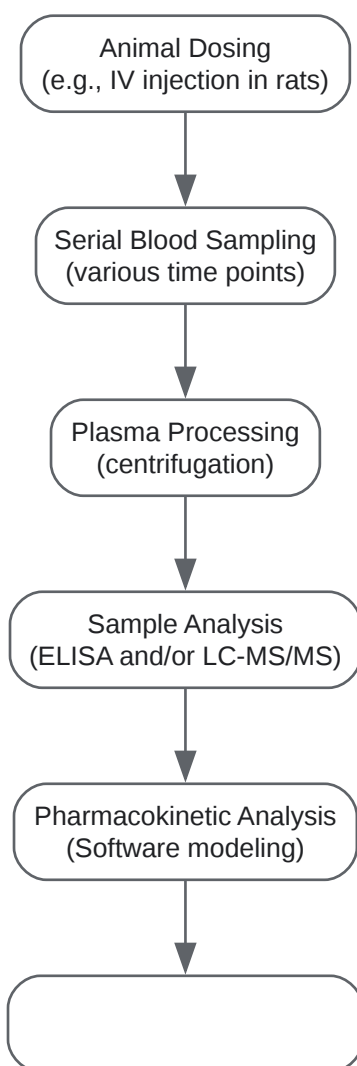 Animal Dosing
(e.g., IV injection in rats)
Serial Blood Sampling
(various time points)
Plasma Processing
(centrifugation)
Sample Analysis
(ELISA and/or LC-MS/MS)
Pharmacokinetic Analysis
(Software modeling)